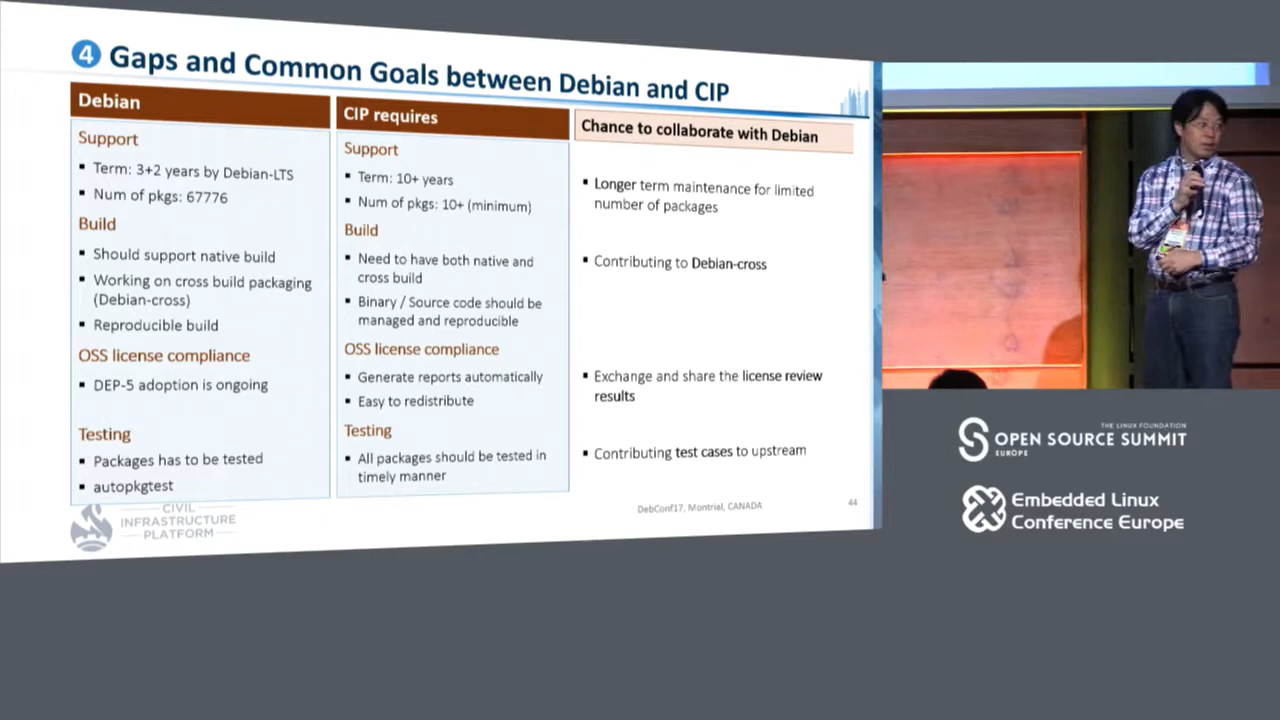 4 Gaps and Common Goals between Debian and CIP
Debian
Support
▪ Term: 3+2 years by Debian-LTS
▪ Num of pkgs: 67776
Build
▪ Should support native build
▪ Working on cross build packaging
(Debian-cross)
▪ Reproducible build
OSS license compliance
▪ DEP-5 adoption is ongoing
Testing
▪ Packages has to be tested
▪ autopkgtest
CIP requires
Support
▪ Term: 10+ years
▪ Num of pkgs: 10+ (minimum)
Build
▪ Need to have both native and
cross build
▪ Binary / Source code should be
managed and reproducible
OSS license compliance
▪ Generate reports automatically
▪ Easy to redistribute
Testing
▪ All packages should be tested in
timely manner
Chance to collaborate with Debian
▪ Longer term maintenance for limited
number of packages
▪ Contributing to Debian-cross
▪ Exchange and share the license review
results
▪ Contributing test cases to upstream
CIVIL
INFRASTRUCTURE
PLATFORM
DebConf17, Montrial, CANADA
44
THE LINUX FOUNDATION
OPEN SOURCE SUMMIT
EUROPE
Embedded Linux
Conference Europe